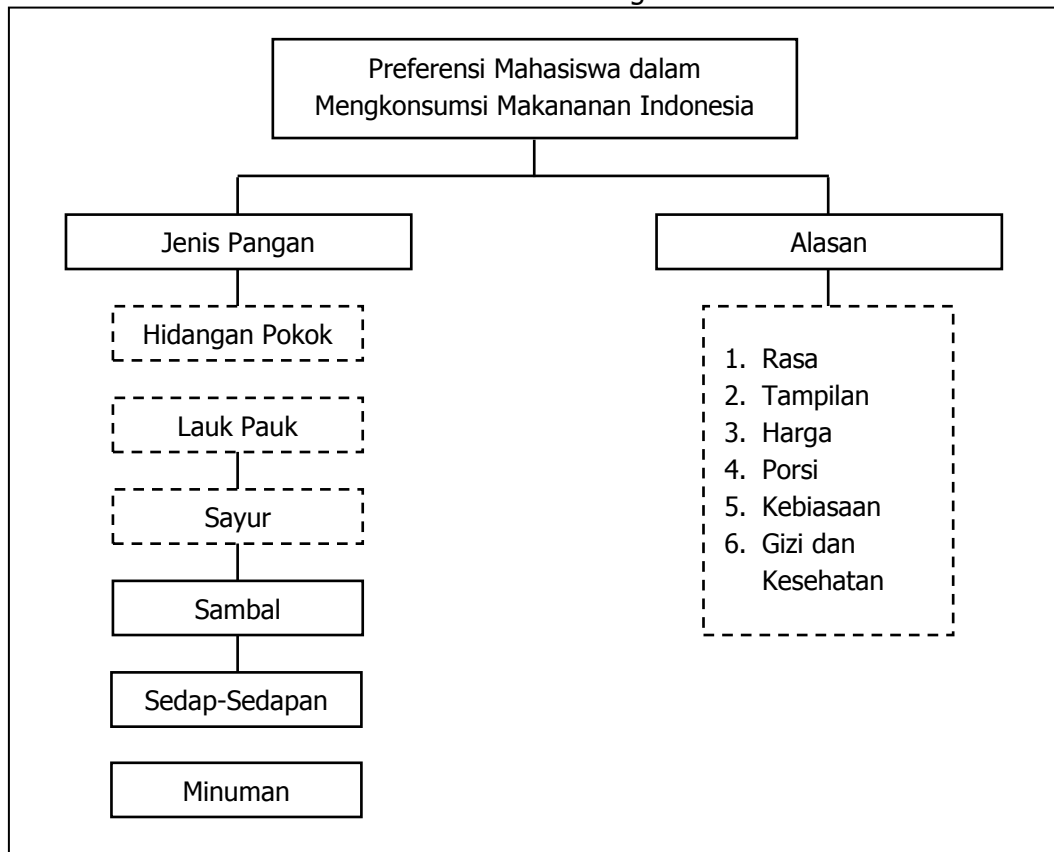 Preferensi Mahasiswa dalam
Mengkonsumsi Makananan Indonesia
Jenis Pangan
Hidangan Pokok
Lauk Pauk
Sayur
Sambal
Sedap-Sedapan
Minuman
Alasan
1. Rasa
2. Tampilan
3. Harga
4. Porsi
5. Kebiasaan
6. Gizi dan
Kesehatan